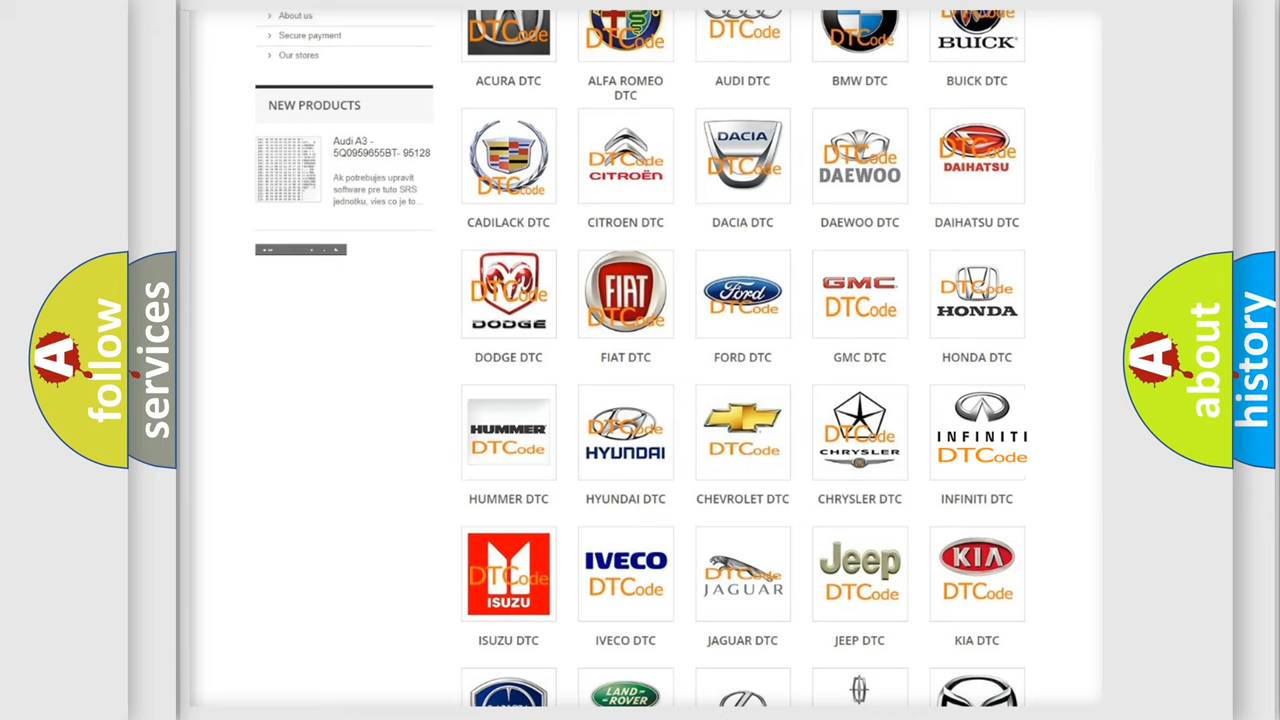 About us
Secure payment
Our stores
NEW PRODUCTS
Audi A3 -
5Q0959655BT- 95128
Ak potrebujes upravit
software pre tuto SRS
jednotku, vies co je to...
DTCode
DTCode
DTCode
DTCode
BUICK
ACURA DTC
ALFA ROMEO
DTC
AUDI DTC
BMW DTC
BUICK DTC
DTCode
DTCode
CITROËN
DACIA
DTCode
DTCode
DAEWOO
DTCode
DAIHATSU
CADILACK DTC
CITROEN DTC
DACIA DTC
DAEWOO DTC
DAIHATSU DTC
DTCode
DODGE
FIAT
DTCode
Ford
DTCode
GMC
DTCode
DTCode
HONDA
DODGE DTC
FIAT DTC
FORD DTC
GMC DTC
HONDA DTC
HUMMER
DTCode
DTCode
HYUNDAI
DTCode
DTCode
CHRYSLER
INFINITI
DTCode
HUMMER DTC
HYUNDAI DTC
CHEVROLET DTC
CHRYSLER DTC
INFINITI DTC
DTCode
ISUZU
IVECO
DTCode
DTCode
JAGUAR
Jeep
DTCode
KIA
DTCode
ISUZU DTC
IVECO DTC
JAGUAR DTC
JEEP DTC
KIA DTC
LAND-
ROVER
A
follow
services
A
about
history